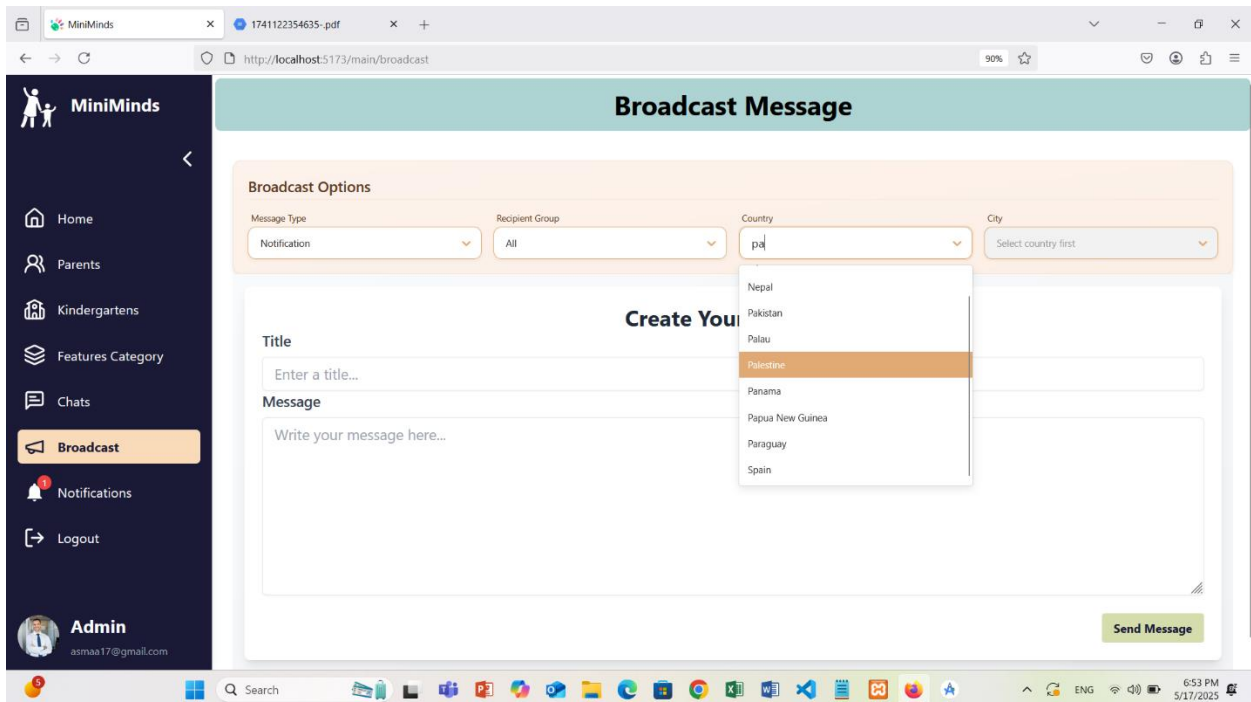 MiniMinds
1741122354635-.pdf
http://localhost:5173/main/broadcast
90%
MiniMinds
Broadcast Message
Broadcast Options
Message Type
Recipient Group
Country
City
Notification
All
pa
Select country first
Home
Parents
Kindergartens
Features Category
Chats
Broadcast
1
Notifications
Logout
Nepal
Pakistan
Palau
Palestine
Panama
Papua New Guinea
Paraguay
Spain
Create You
Title
Enter a title...
Message
Write your message here...
Send Message
Admin
asmaa17@gmail.com
5
Search
ENG
6:53 PM
5/17/2025